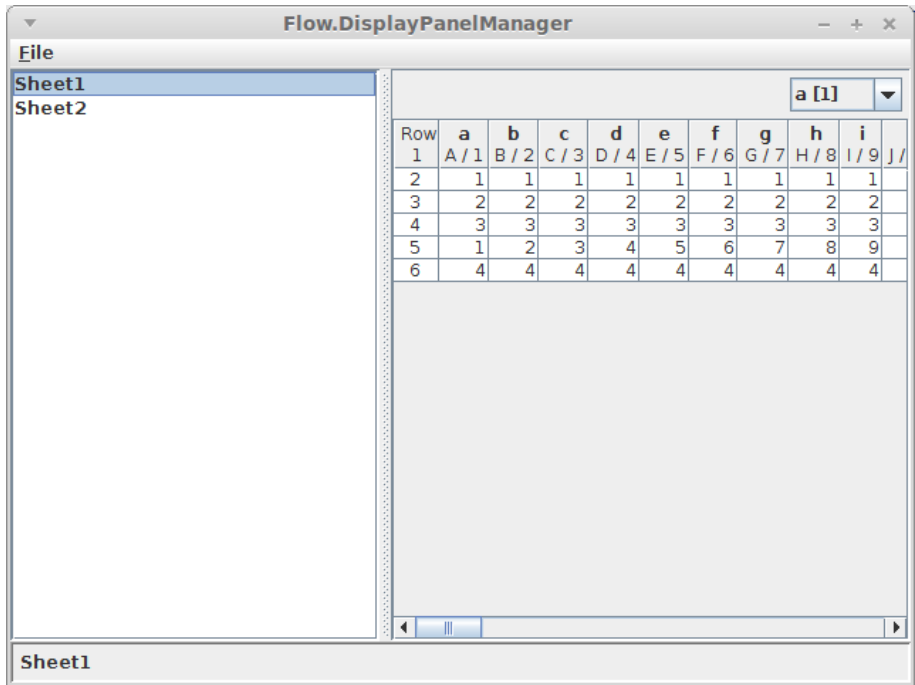 Flow.DisplayPanelManager
File
Sheet1
Sheet2
a [1]
Row a b c d e f g h i
1 A / 1 B / 2 C / 3 D / 4 E / 5 F / 6 G / 7 H / 8 I / 9 J /
2 1 1 1 1 1 1 1 1 1
3 2 2 2 2 2 2 2 2 2
4 3 3 3 3 3 3 3 3 3
5 1 2 3 4 5 6 7 8 9
6 4 4 4 4 4 4 4 4 4
Sheet1